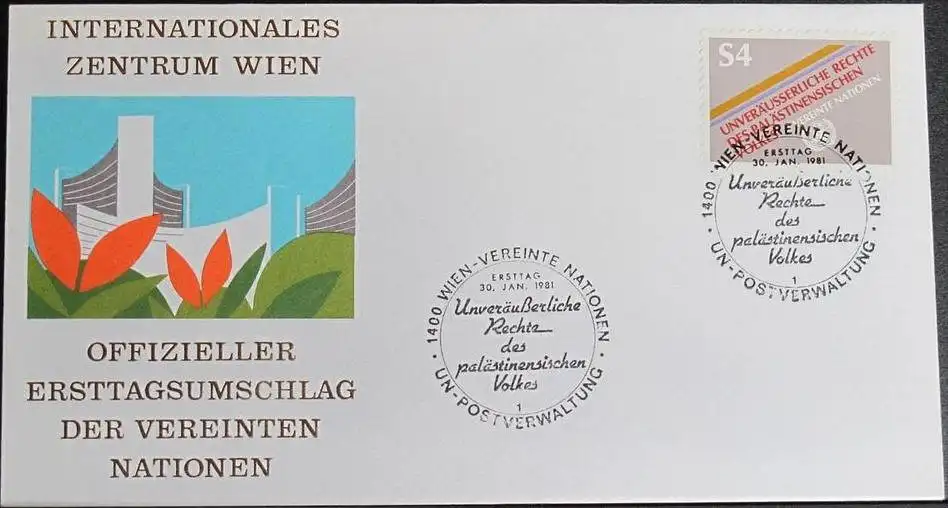 INTERNATIONALES
ZENTRUM WIEN
OFFIZIELLER
ERSTTAGSUMSCHLAG
DER VEREINTEN
NATIONEN
S4
UNVERÄUSSERLICHE RECHTE
DES PALÄSTINENSISCHEN
VOLKES
VEREINTE NATIONEN
1400 WIEN-VEREINTE NATIONEN
ERSTTAG
30. JAN. 1981
Unveräußerliche
Rechte
des
palästinensischen
Volkes
1
UN-POSTVERWALTUNG
1400 WIEN-VEREINTE NATIONEN
ERSTTAG
30. JAN. 1981
Unveräußerliche
Rechte
des
palästinensischen
Volkes
1
UN-POSTVERWALTUNG